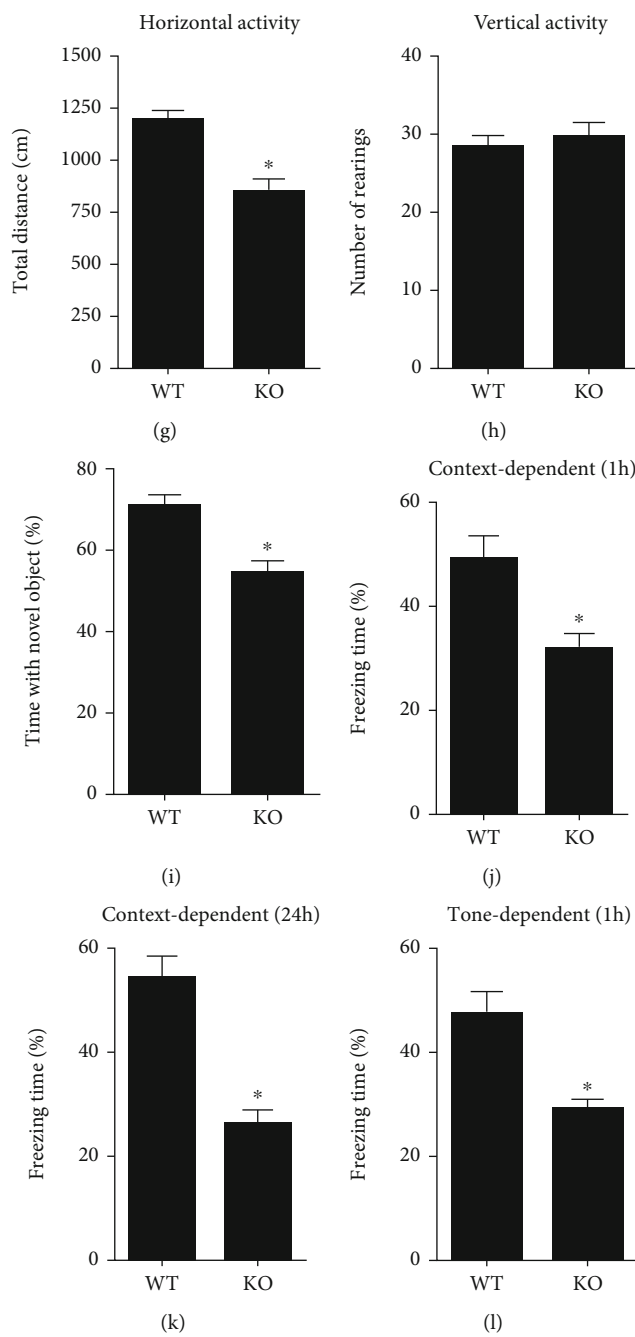 Horizontal activity
Total distance (cm)
1500
1250
1000
750
500
250
0
*
WT KO
(g)
Vertical activity
Number of rearings
40
30
20
10
0
WT KO
(h)
Time with novel object (%)
80
60
40
20
0
*
WT KO
(i)
Context-dependent (1h)
Freezing time (%)
60
40
20
0
*
WT KO
(j)
Context-dependent (24h)
Freezing time (%)
60
40
20
0
*
WT KO
(k)
Tone-dependent (1h)
Freezing time (%)
60
40
20
0
*
WT KO
(l)